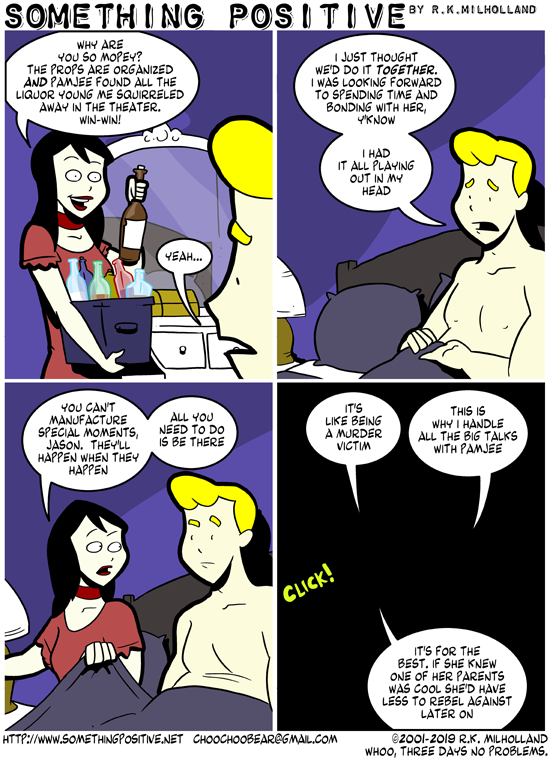 SOMETHING POSITIVE BY R.K.MILHOLLAND
WHY ARE
YOU SO MOPEY?
THE PROPS ARE ORGANIZED
AND PAMJEE FOUND ALL THE
LIQUOR YOUNG ME SQUIRRELED
AWAY IN THE THEATER.
WIN-WIN!
YEAH...
I JUST THOUGHT
WE'D DO IT TOGETHER.
I WAS LOOKING FORWARD
TO SPENDING TIME AND
BONDING WITH HER,
Y'KNOW
I HAD
IT ALL PLAYING
OUT IN MY
HEAD
YOU CAN'T
MANUFACTURE
SPECIAL MOMENTS,
JASON. THEY'LL
HAPPEN WHEN THEY
HAPPEN
ALL YOU
NEED TO DO
IS BE THERE
IT'S
LIKE BEING
A MURDER
VICTIM
THIS IS
WHY I HANDLE
ALL THE BIG TALKS
WITH PAMJEE
CLICK!
IT'S FOR THE
BEST. IF SHE KNEW
ONE OF HER PARENTS
WAS COOL SHE'D HAVE
LESS TO REBEL AGAINST
LATER ON
HTTP://WWW.SOMETHINGPOSITIVE.NET CHOOCHOOBEAR@GMAIL.COM ©2001-2019 R.K. MILHOLLAND
WHOO, THREE DAYS NO PROBLEMS.